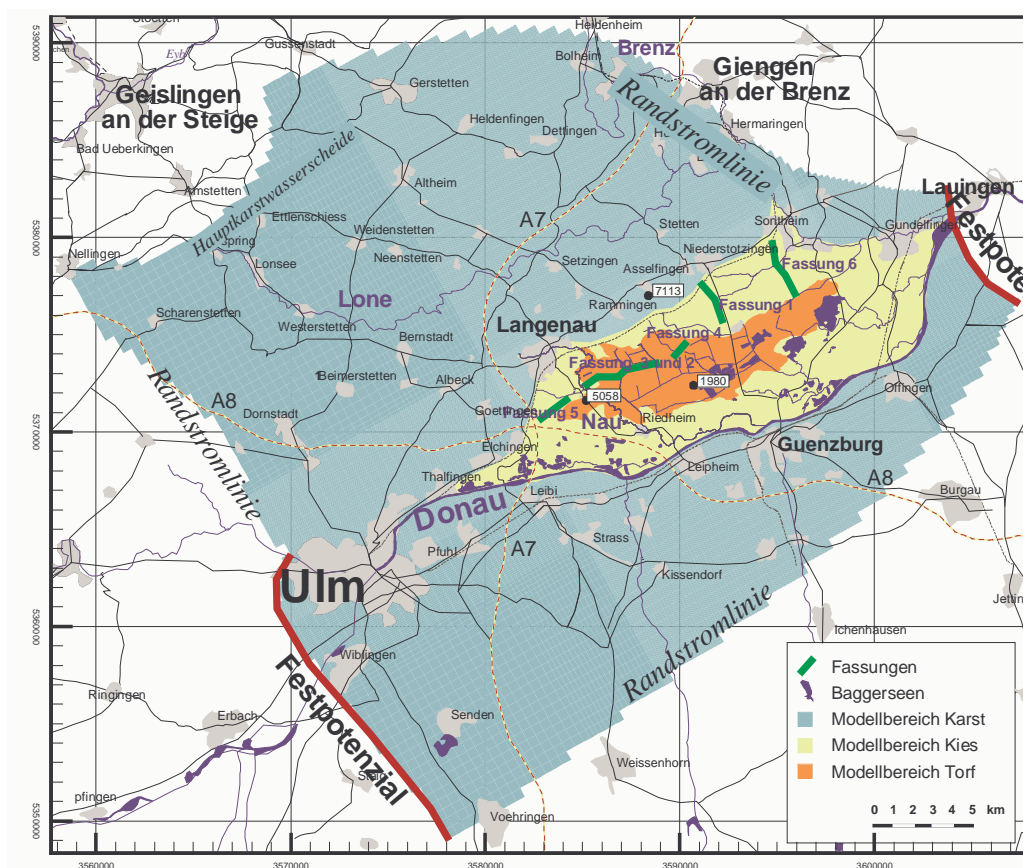 Heidenheim
Gussenstadt
Bolheim
Brenz
Eyb
Geislingen
an der Steige
Gerstetten
Giengen
an der Brenz
Heldenfingen
Dettingen
Hermaringen
Bad Ueberkingen
Randstromlinie
Amstetten
Altheim
Haupkarstwasserscheide
Lauingen
Ettlenschiess
A7
Stetten
Sontheim
Gundelfingen
Weidenstetten
Nellingen
Lonsee
Neenstetten
Setzingen
Niederstotzingen
Asselfingen
Fassung 6
7113
Lone
Rammingen
Fassung 1
Scharenstetten
Westerstetten
Langenau
Bernstadt
Fassung 4
Fassung 3 und 2
Beimerstetten
Albeck
1980
Offingen
A8
Dornstadt
5058
Goettingen
Fassung 5
Nau
Riedheim
Randstromlinie
Elchingen
Guenzburg
Thalfingen
Leipheim
A8
Leibi
Burgau
Donau
Pfuhl
A7
Strass
Ulm
Kissendorf
Randstromlinie
Ichenhausen
Wiblingen
Festpotenzial
Ringingen
Erbach
Senden
Weissenhorn
pfingen
Voehringen
Fassungen
Baggerseen
Modellbereich Karst
Modellbereich Kies
Modellbereich Torf
0 1 2 3 4 5 km
5390000
5380000
5370000
5360000
5350000
3560000
3570000
3580000
3590000
3600000